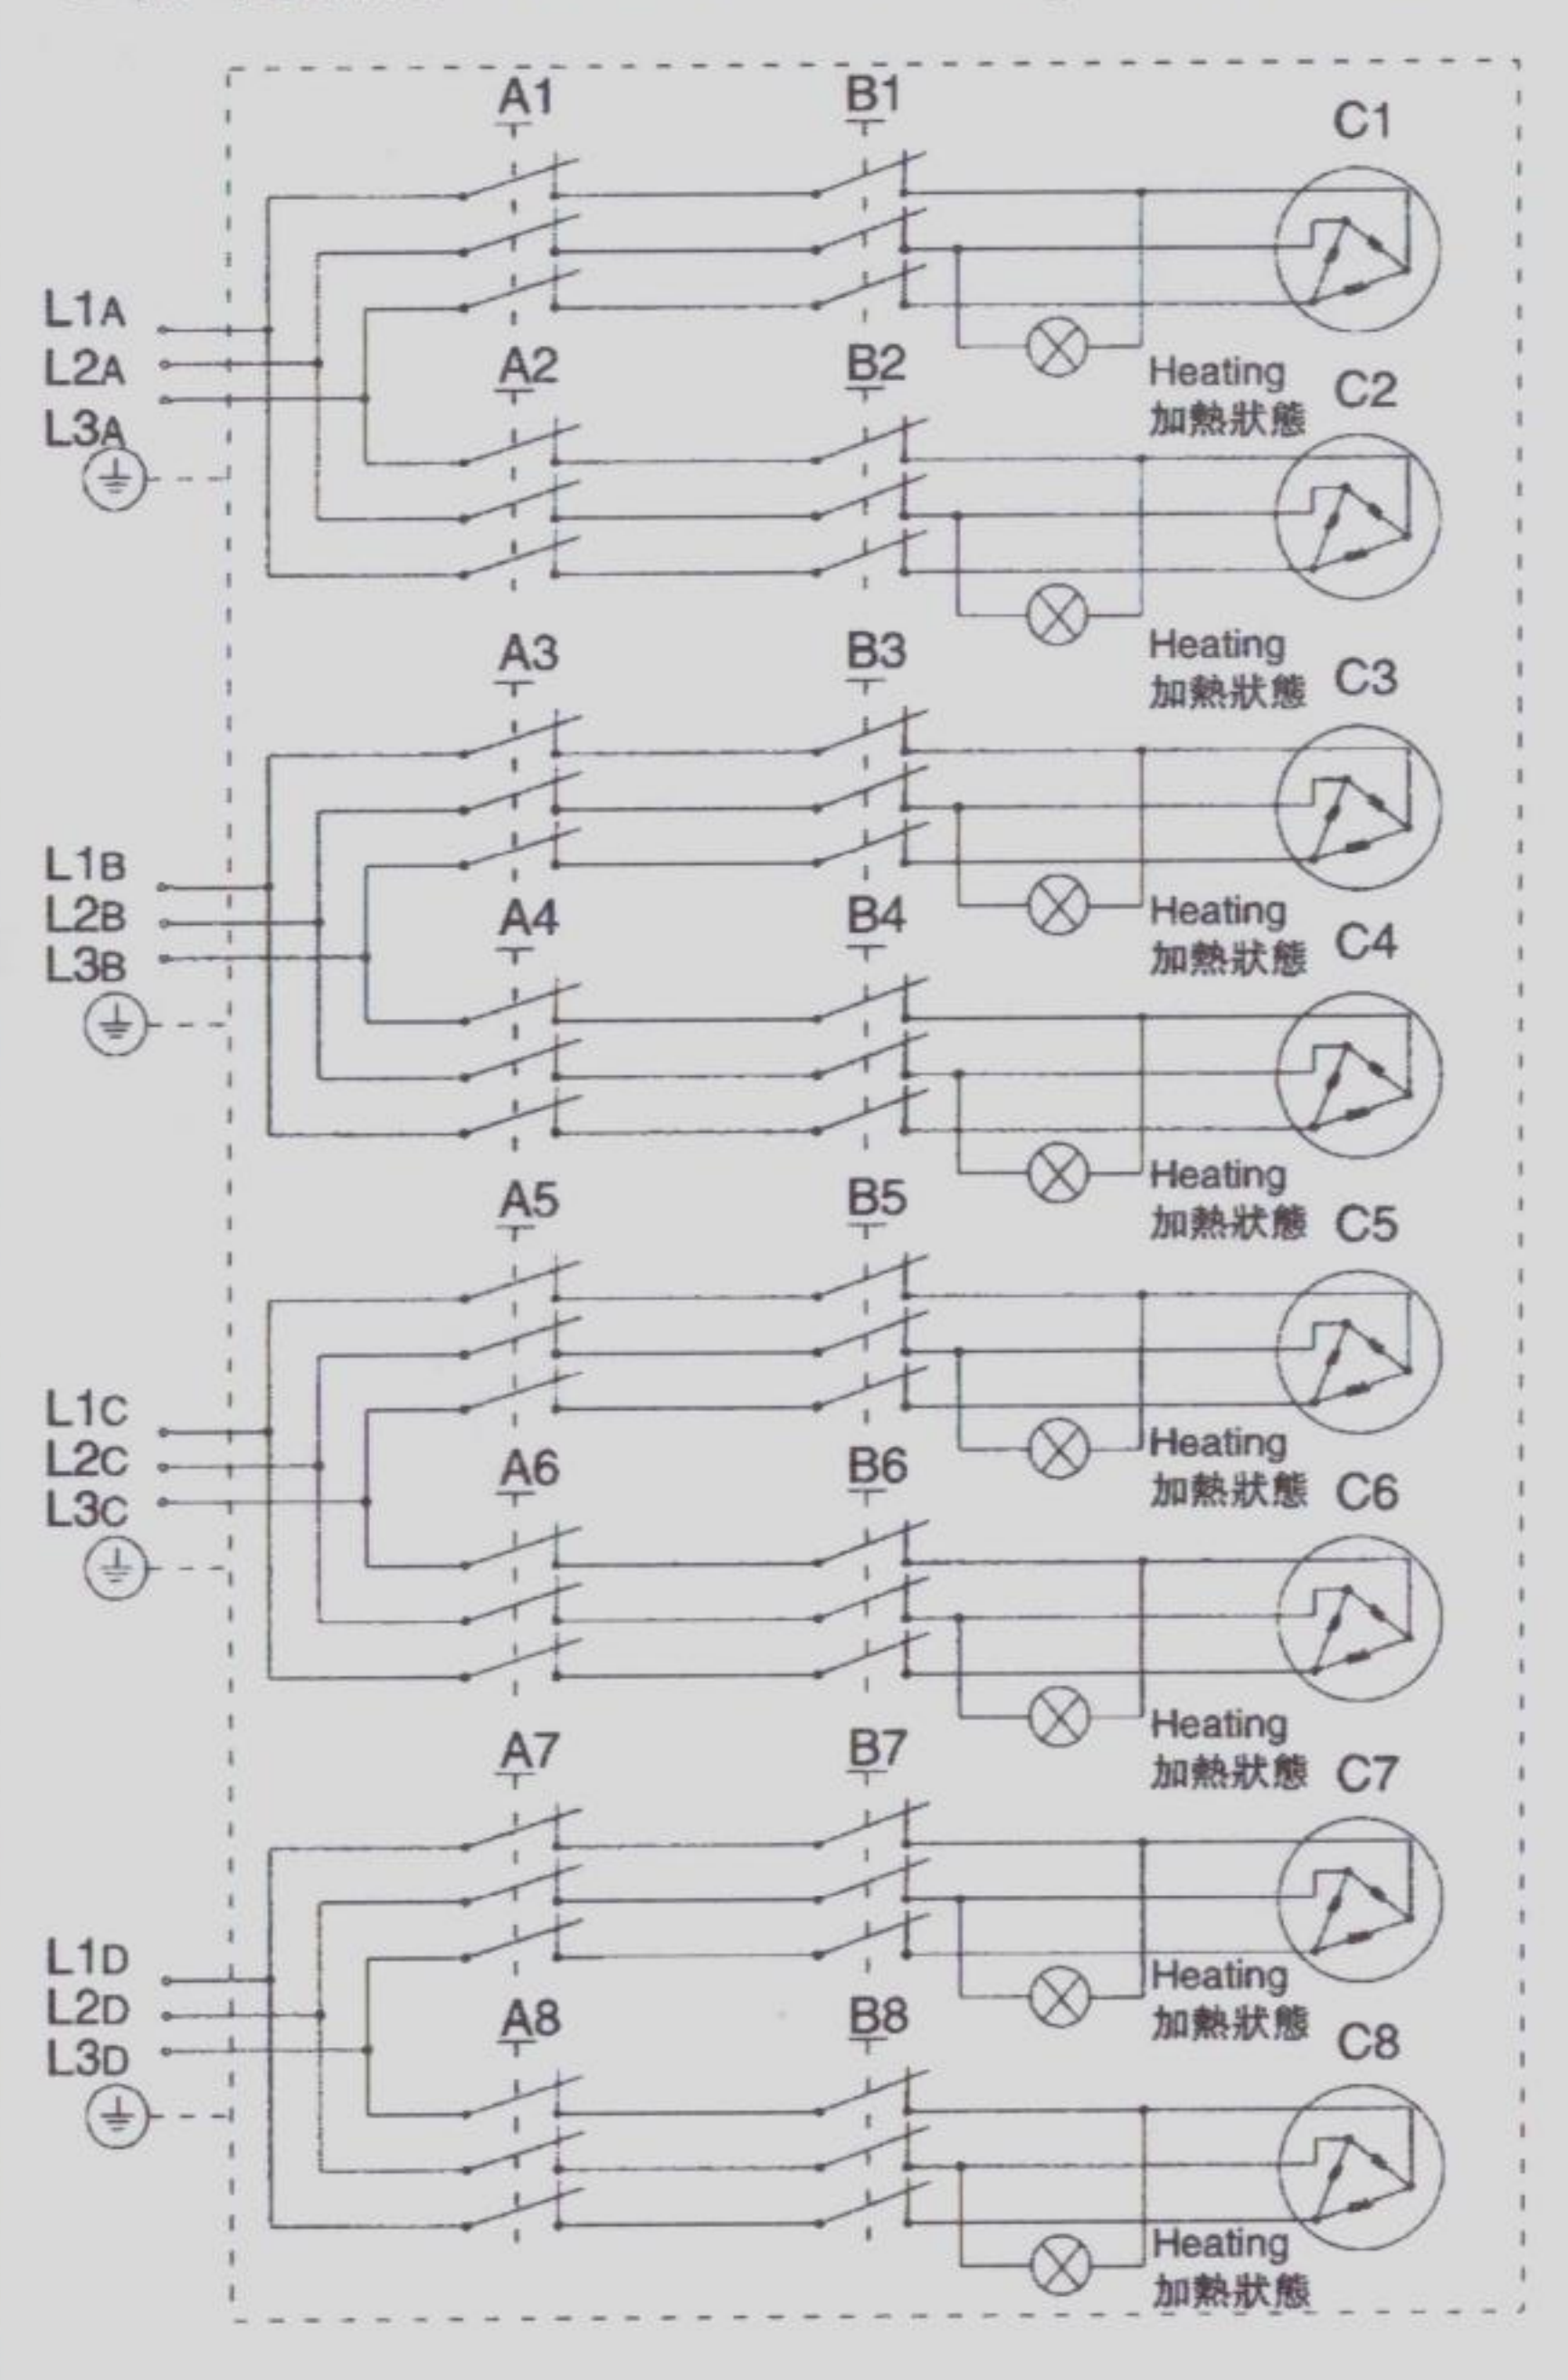 A1 B1 C1
L1A
L2A
L3A
A2 B2 Heating C2
加熱狀態
A3 B3 Heating C3
加熱狀態
L1B
L2B
L3B
A4 B4 Heating C4
加熱狀態
A5 B5 Heating C5
加熱狀態
L1C
L2C
L3C
A6 B6 Heating C6
加熱狀態
A7 B7 Heating C7
加熱狀態
L1D
L2D
L3D
A8 B8 Heating C8
加熱狀態
Heating
加熱狀態